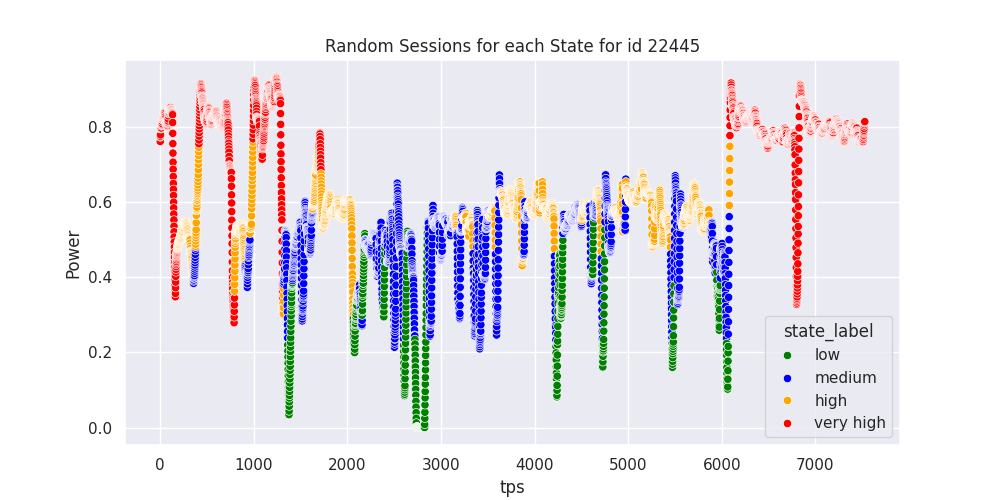 Random Sessions for each State for id 22445
Power
0.8
0.6
0.4
0.2
0.0
0 1000 2000 3000 4000 5000 6000 7000
tps
state_label
low
medium
high
very high